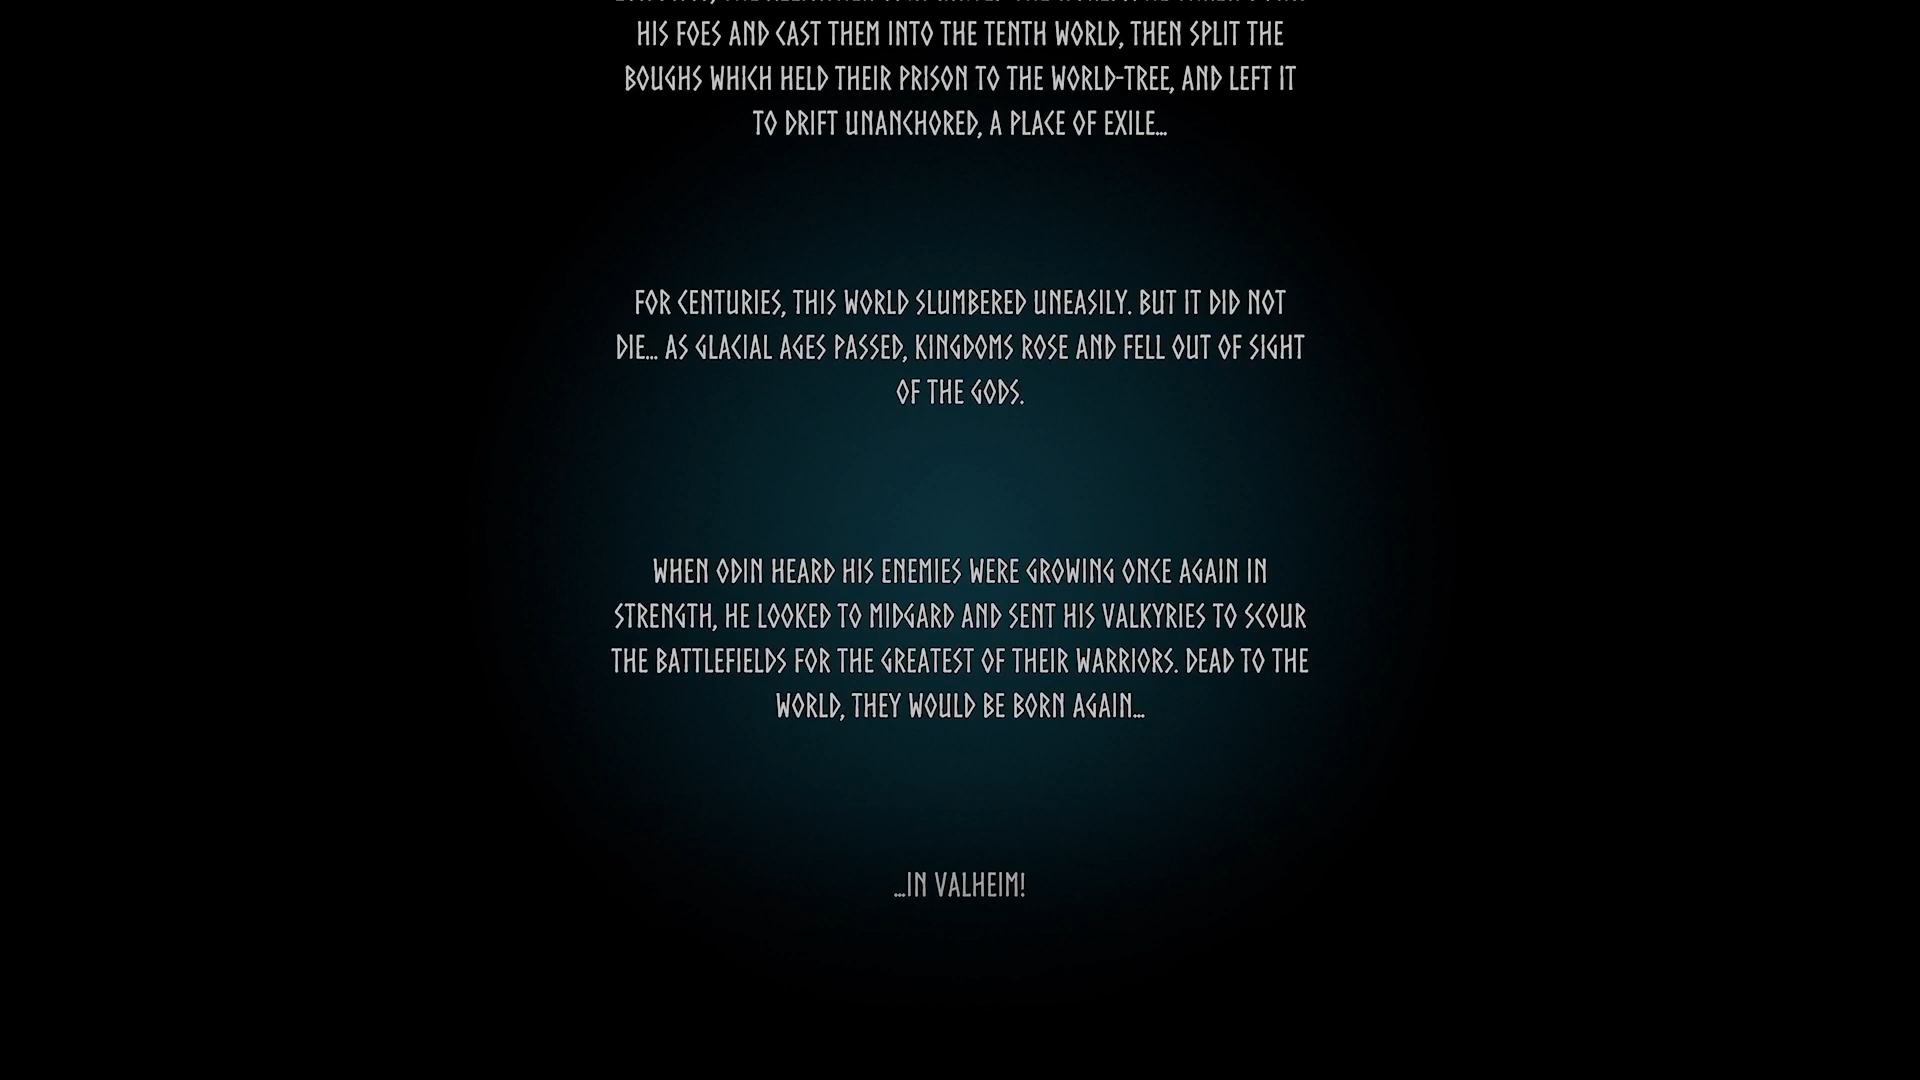 HIS FOES AND CAST THEM INTO THE TENTH WORLD, THEN SPLIT THE
BOUGHS WHICH HELD THEIR PRISON TO THE WORLD-TREE, AND LEFT IT
TO DRIFT UNANCHORED, A PLACE OF EXILE...
FOR CENTURIES, THIS WORLD SLUMBERED UNEASILY. BUT IT DID NOT
DIE... AS GLACIAL AGES PASSED, KINGDOMS ROSE AND FELL OUT OF SIGHT
OF THE GODS.
WHEN ODIN HEARD HIS ENEMIES WERE GROWING ONCE AGAIN IN
STRENGTH, HE LOOKED TO MIDGARD AND SENT HIS VALKYRIES TO SCOUR
THE BATTLEFIELDS FOR THE GREATEST OF THEIR WARRIORS. DEAD TO THE
WORLD, THEY WOULD BE BORN AGAIN...
...IN VALHEIM!